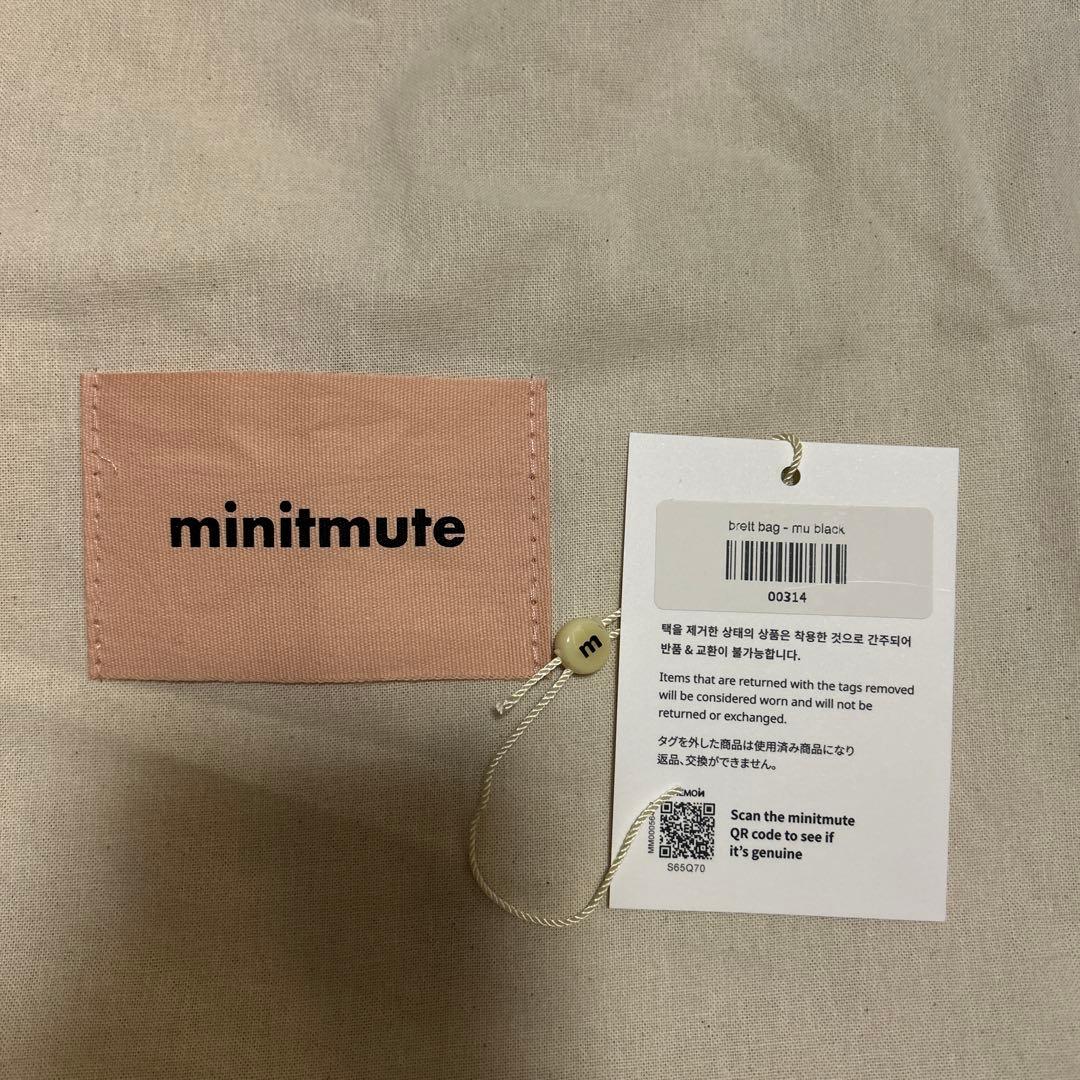 minitmute
m
brett bag - mu black
00314
택을 제거한 상태의 상품은 착용한 것으로 간주되어
반품 & 교환이 불가능합니다.
Items that are returned with the tags removed
will be considered worn and will not be
returned or exchanged.
タグを外した商品は使用済み商品になり
返品、交換ができません。
Scan the minitmute
QR code to see if
it's genuine
S65Q70